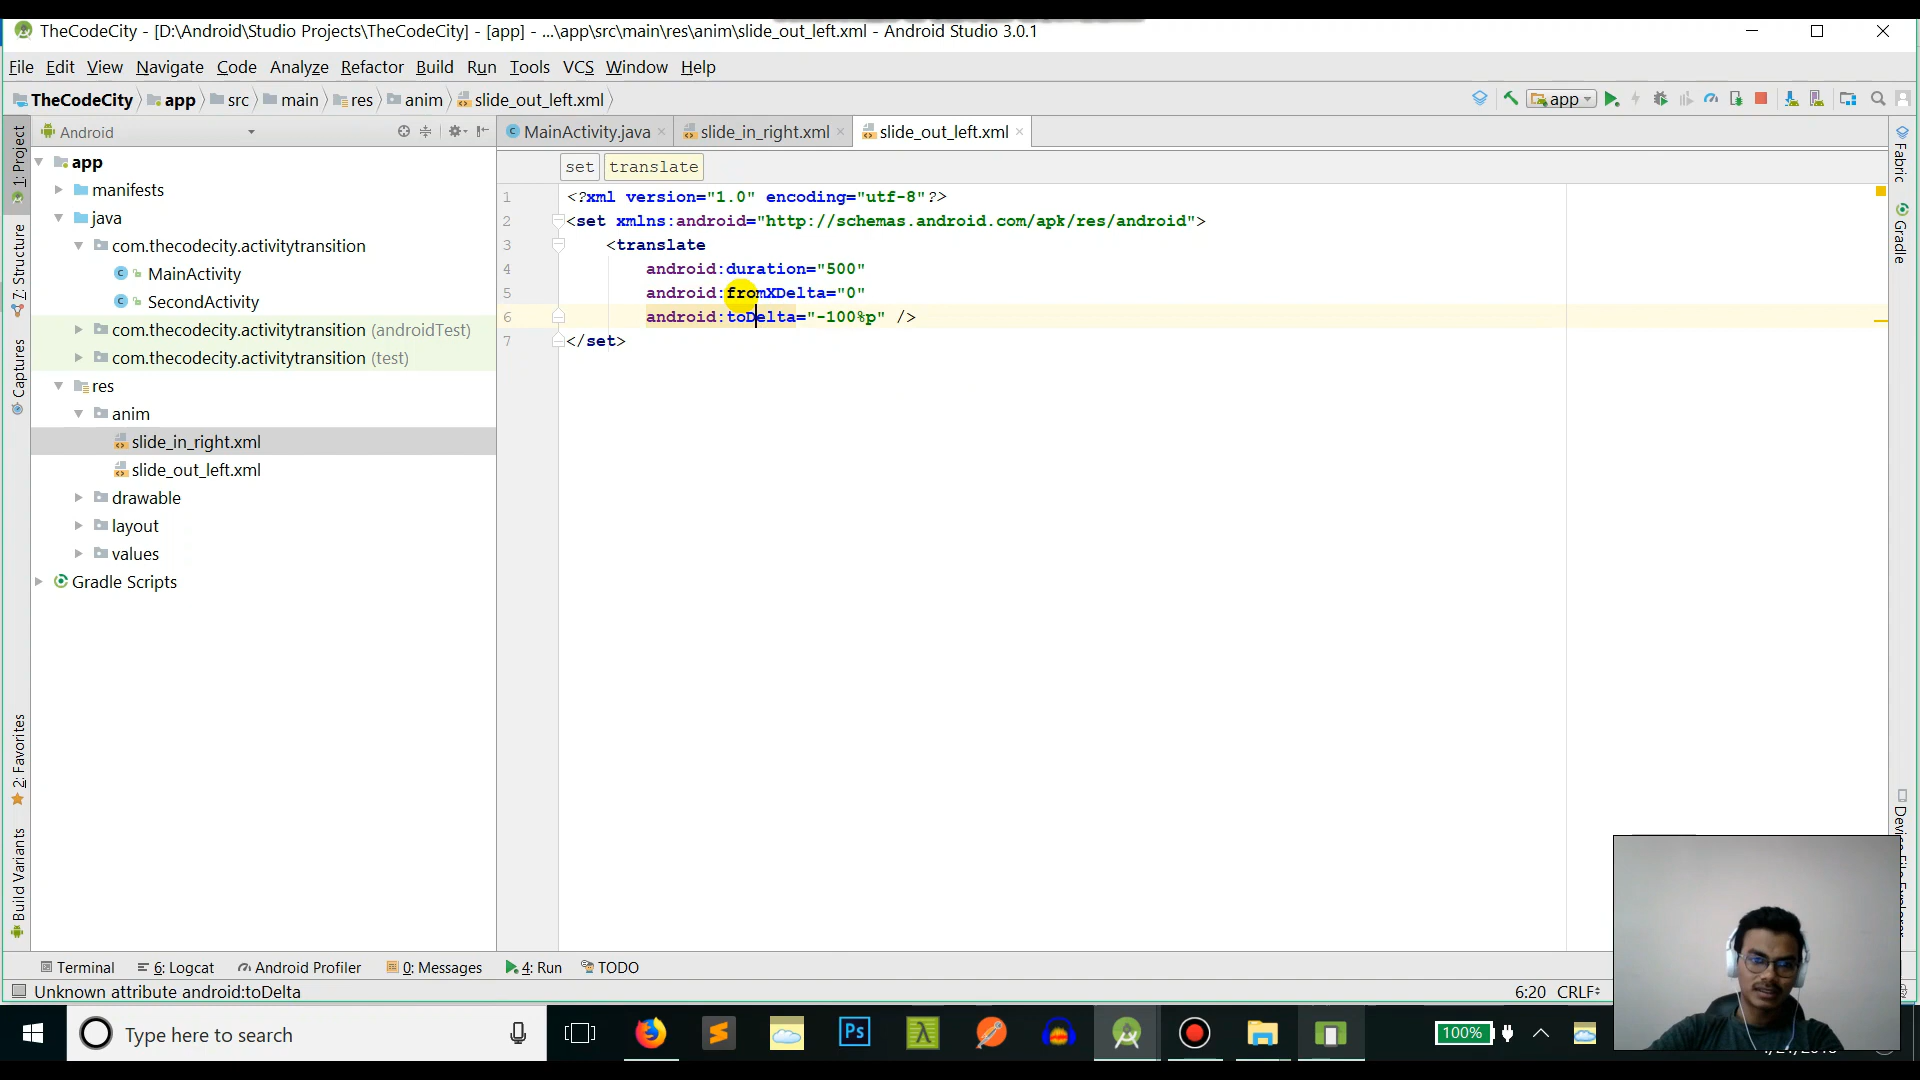 TheCodeCity - [D:\Android\Studio Projects\TheCodeCity] - [app] - ...\app\src\main\res\anim\slide_out_left.xml - Android Studio 3.0.1
File Edit View Navigate Code Analyze Refactor Build Run Tools VCS Window Help
TheCodeCity app src main res anim slide_out_left.xml
app
Android
MainActivity.java slide_in_right.xml slide_out_left.xml
set translate
1: Project
Z: Structure
Captures
2: Favorites
Build Variants
app
manifests
java
com.thecodecity.activitytransition
MainActivity
SecondActivity
com.thecodecity.activitytransition (androidTest)
com.thecodecity.activitytransition (test)
res
anim
slide_in_right.xml
slide_out_left.xml
drawable
layout
values
Gradle Scripts
1 <?xml version="1.0" encoding="utf-8"?>
2 <set xmlns:android="http://schemas.android.com/apk/res/android">
3 <translate
4 android:duration="500"
5 android:fromXDelta="0"
6 android:toDelta="-100%p" />
7 </set>
Fabric
Gradle
Terminal 6: Logcat Android Profiler 0: Messages 4: Run TODO
Unknown attribute android:toDelta
6:20 CRLF
Type here to search
Ps
100%